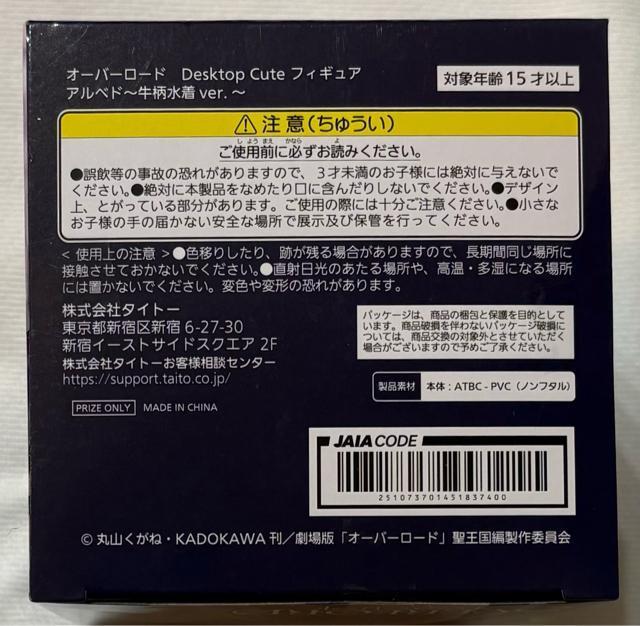 オーバーロード Desktop Cute フィギュア
アルベド～牛柄水着 ver.～
対象年齢 15 才以上
⚠ 注意(ちゅうい)
ご使用前に必ずお読みください。
しようまえ かなら よ
●誤飲等の事故の恐れがありますので、3才未満のお子様には絶対に与えないで
ください。●絶対に本製品をなめたり口に含んだりしないでください。●デザイン
上、とがっている部分があります。ご使用の際には十分ご注意ください。●小さな
お子様の手の届かない安全な場所で展示及び保管を行ってください。
< 使用上の注意 >●色移りしたり、跡が残る場合がありますので、長期間同じ場所に
接触させておかないでください。●直射日光のあたる場所や、高温・多湿になる場所
には置かないでください。変色や変形の恐れがあります。
株式会社タイトー
東京都新宿区新宿 6-27-30
新宿イーストサイドスクエア 2F
株式会社タイトーお客様相談センター
https://support.taito.co.jp/
PRIZE ONLY MADE IN CHINA
パッケージは、商品の梱包と保護を目的として
います。商品破損を伴わないパッケージ破損に
ついては、商品交換の対象外とさせていただく
場合がございますので予めご了承ください。
製品素材 本体：ATBC-PVC（ノンフタル）
JAIA CODE
2510737014518374​00
© 丸山くがね・KADOKAWA 刊／劇場版「オーバーロード」聖王国編製作委員会